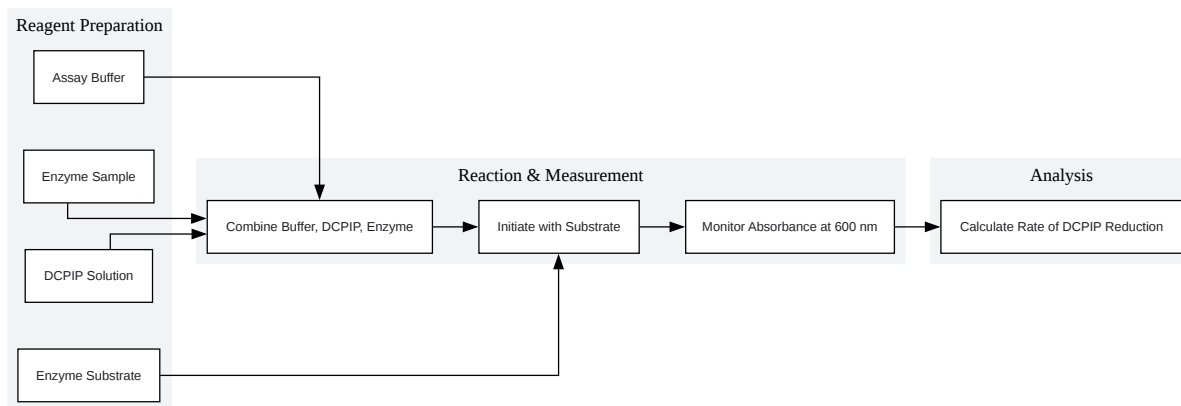 Reagent Preparation
Assay Buffer
Enzyme Sample
DCPIP Solution
Enzyme Substrate
Reaction & Measurement
Combine Buffer, DCPIP, Enzyme
Initiate with Substrate
Monitor Absorbance at 600 nm
Analysis
Calculate Rate of DCPIP Reduction